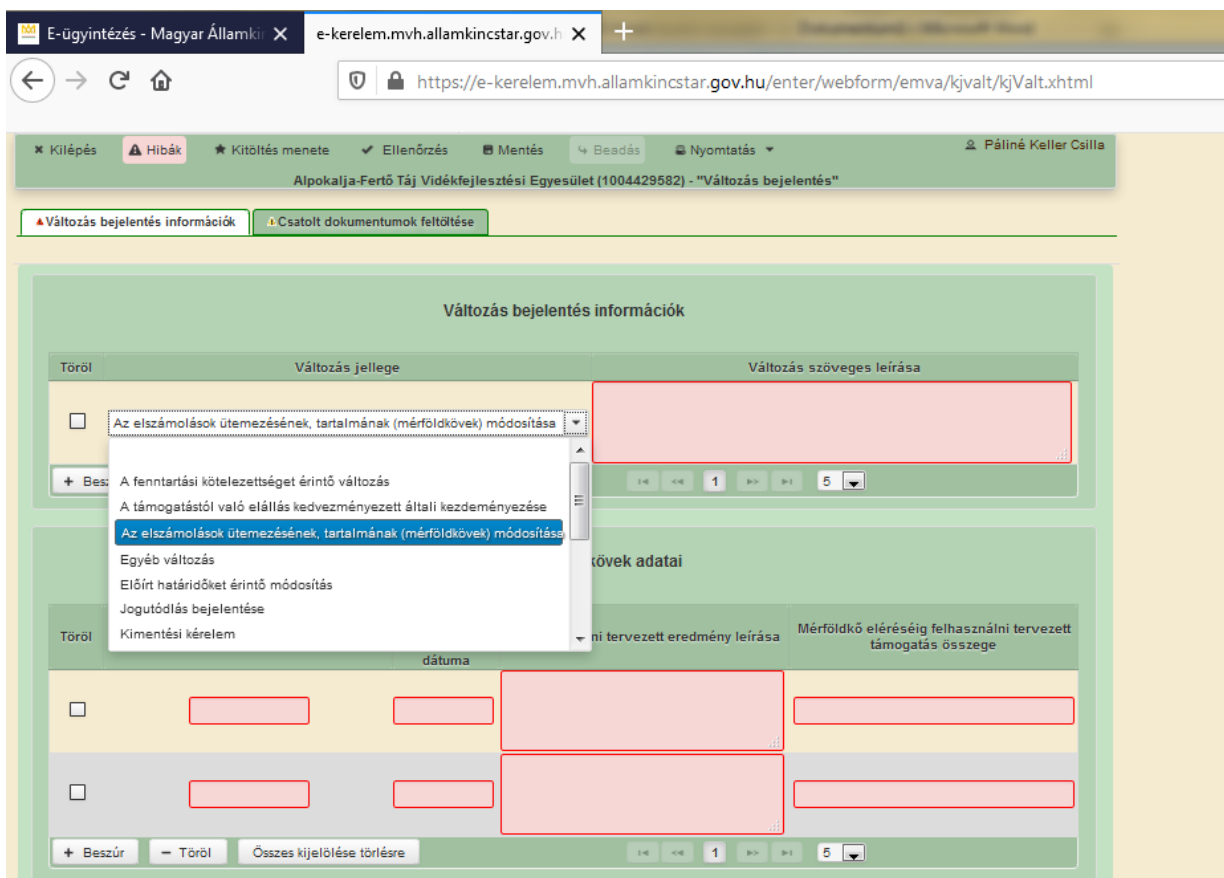 E-ügyintézés - Magyar Államki
e-kerelem.mvh.allamkincstar.gov.h
https://e-kerelem.mvh.allamkincstar.gov.hu/enter/webform/emva/kjvalt/kjValt.xhtml
Kilépés Hibák Kitöltés menete Ellenőrzés Mentés Beadás Nyomtatás Páliné Keller Csilla
Alpokalja-Fertő Táj Vidékfejlesztési Egyesület (1004429582) - "Változás bejelentés"
Változás bejelentés információk Csatolt dokumentumok feltöltése
Változás bejelentés információk
Töröl Változás jellege Változás szöveges leírása
Az elszámolások ütemezésének, tartalmának (mérföldkövek) módosítása
+ Bes 1 5
A fenntartási kötelezettséget érintő változás
A támogatástól való elállás kedvezményezett általi kezdeményezése
Az elszámolások ütemezésének, tartalmának (mérföldkövek) módosítása
Egyéb változás
Előírt határidőket érintő módosítás
Jogutódlás bejelentése
Kimentési kérelem
kövek adatai
Töröl dátuma ni tervezett eredmény leírása Mérföldkő eléréséig felhasználni tervezett
támogatás összege
+ Beszúr − Töröl Összes kijelölése törlésre 1 5